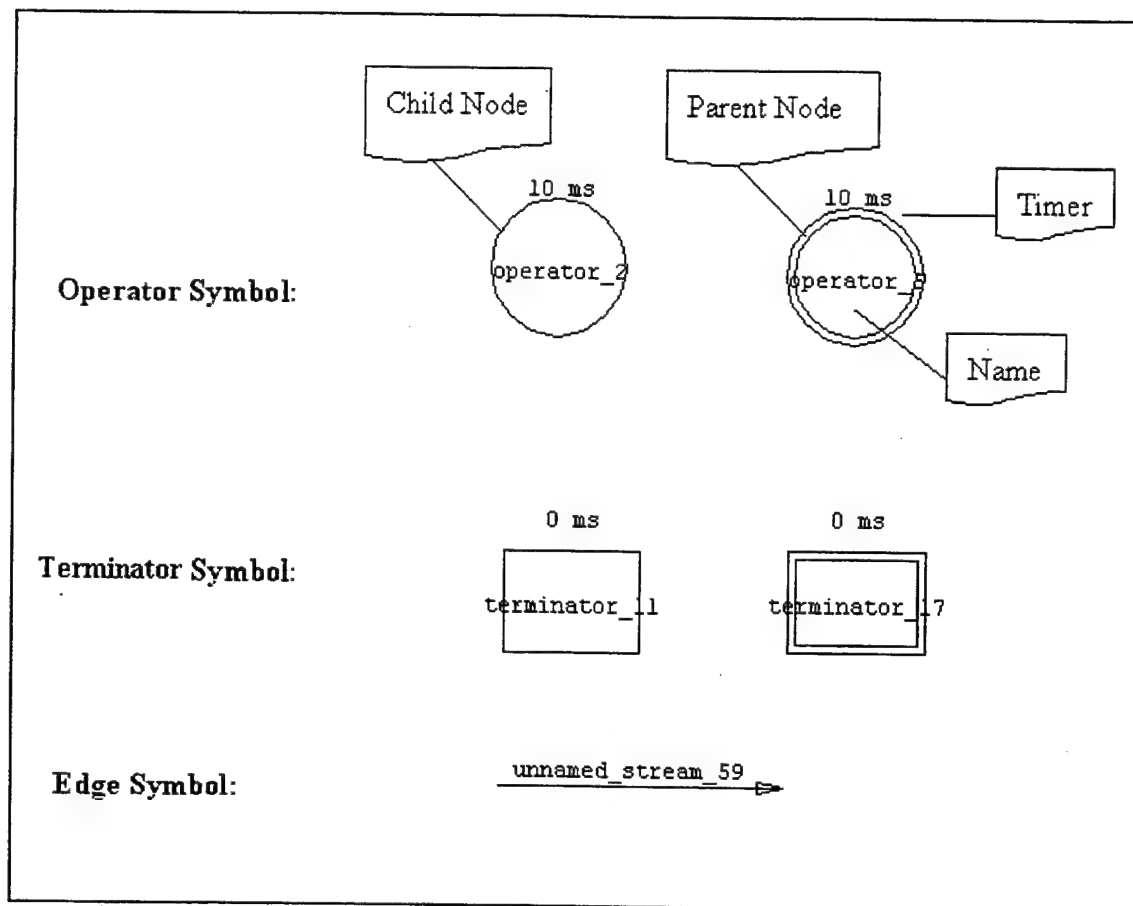 Child Node
Parent Node
10 ms
10 ms
Timer
Operator Symbol:
operator_2
operator_8
Name
0 ms
0 ms
Terminator Symbol:
terminator_11
terminator_17
Edge Symbol:
unnamed_stream_59